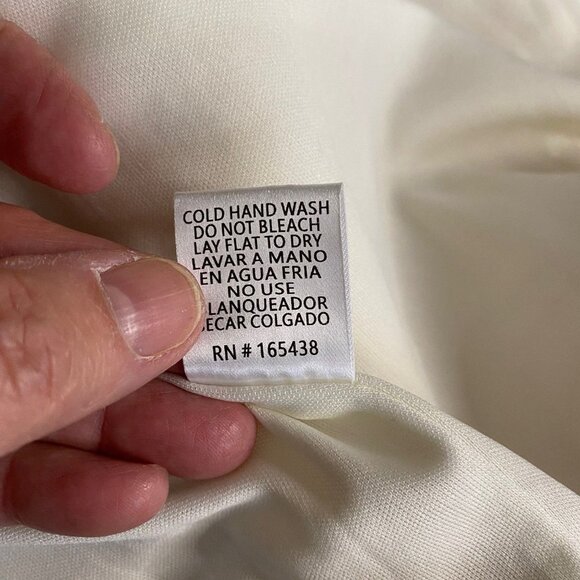 COLD HAND WASH
DO NOT BLEACH
LAY FLAT TO DRY
LAVAR A MANO
EN AGUA FRIA
NO USE
BLANQUEADOR
SECAR COLGADO
RN # 165438